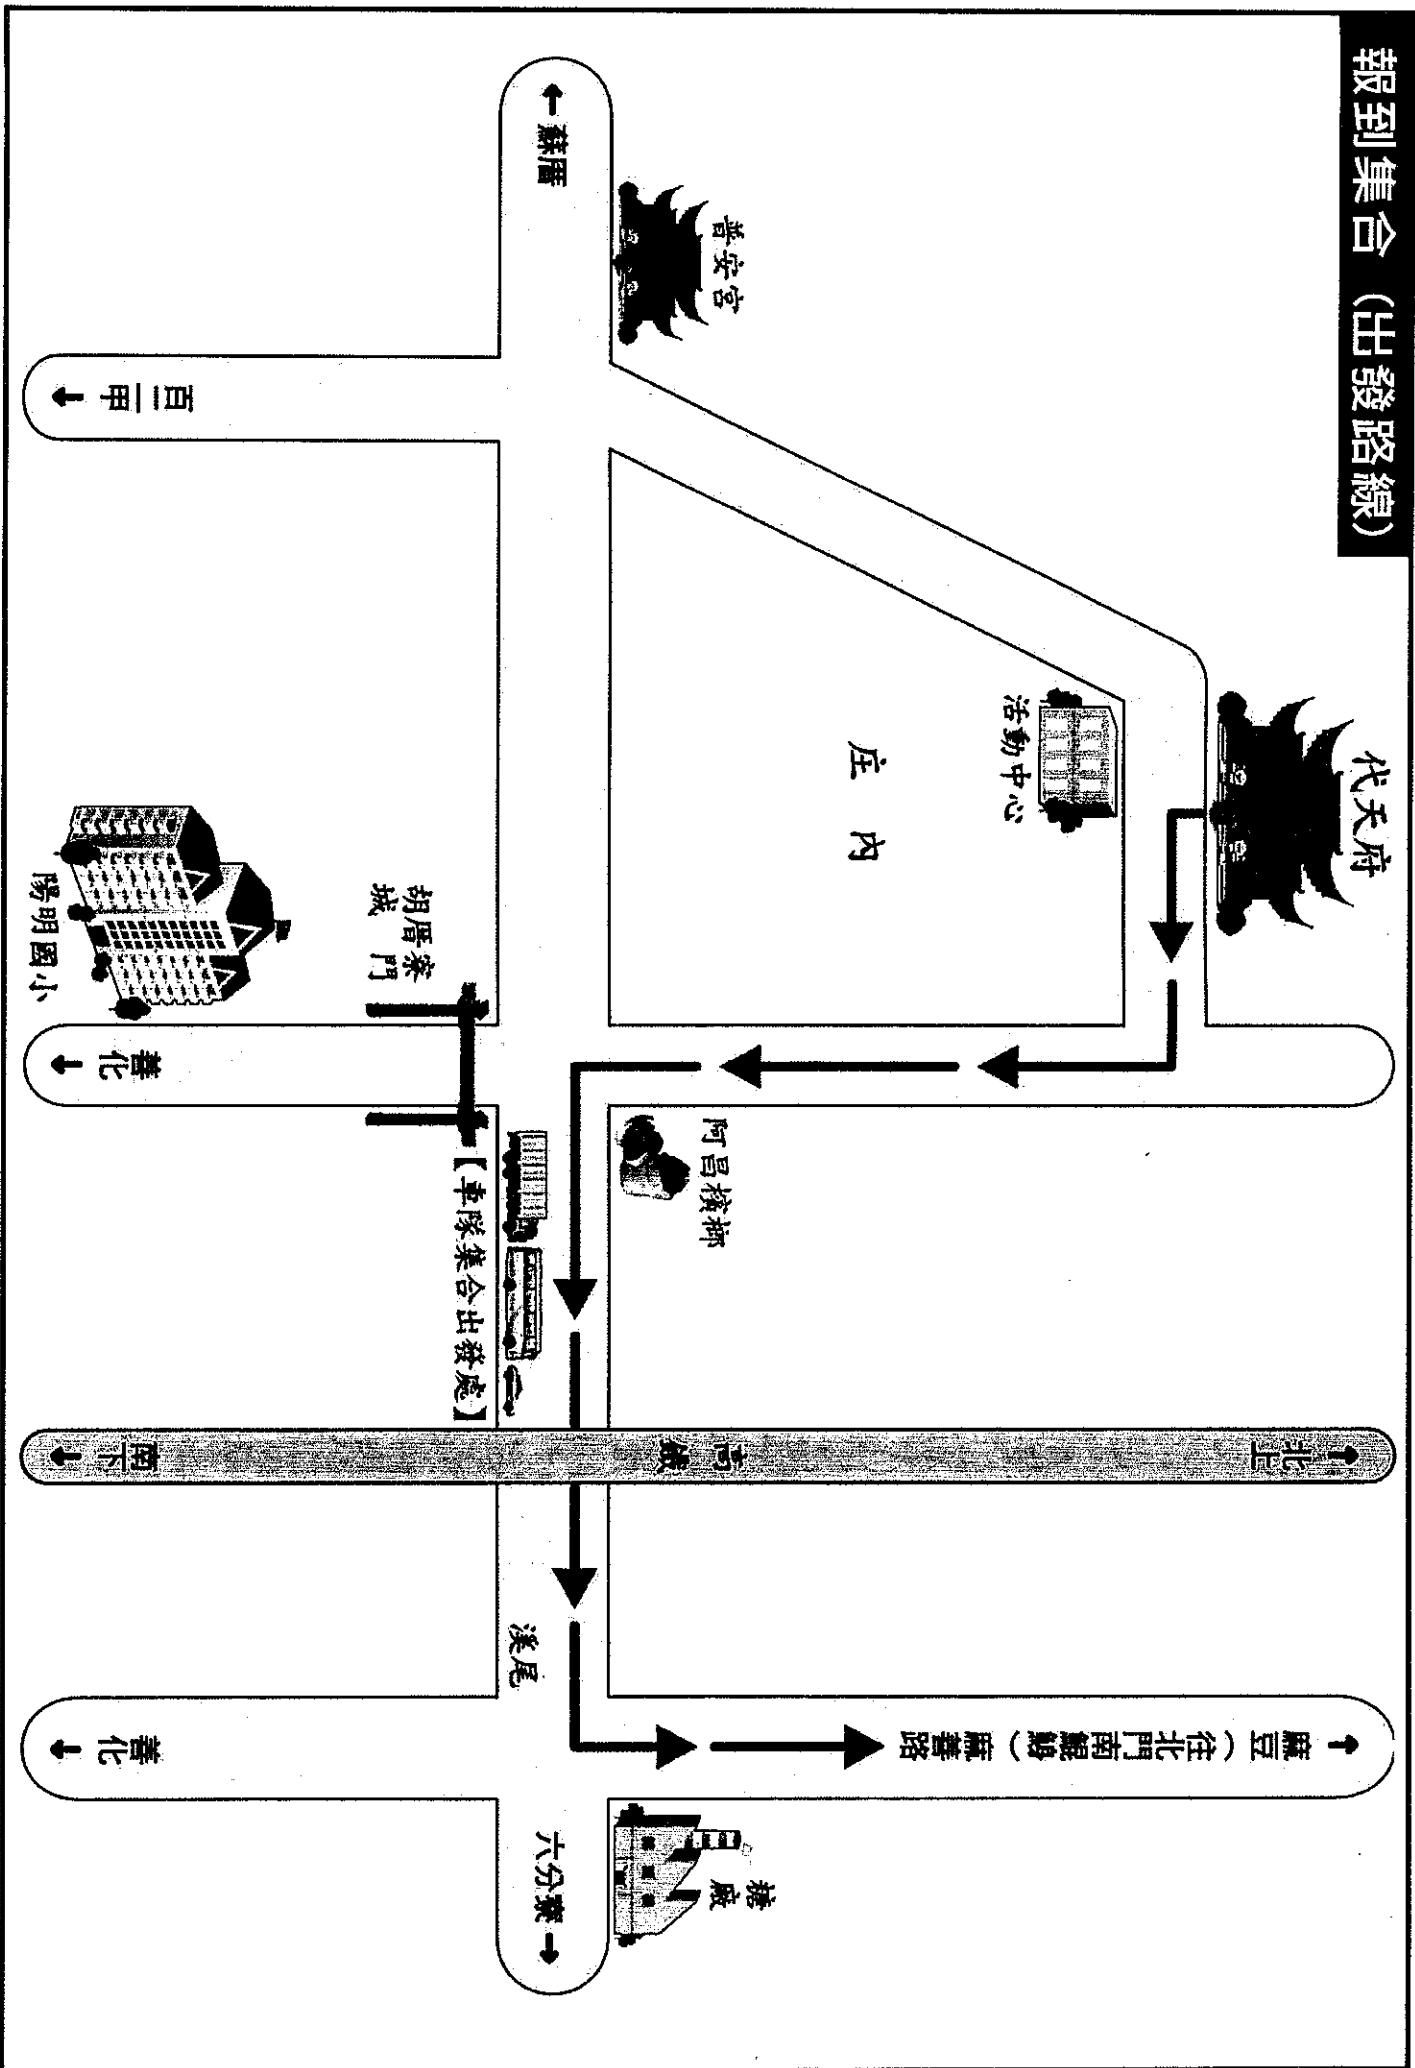 報到集合（出發路線）
代天府
普安宮
← 蘇厝
活動中心
庄內
百二甲
阿昌檳榔
胡厝寮
城門
陽明國小
善化
【車隊集合出發處】
北上
高鐵
南下
麻豆（往北門南鯤鯓）麻善路
溪尾
善化
糖廠
六分寮 →